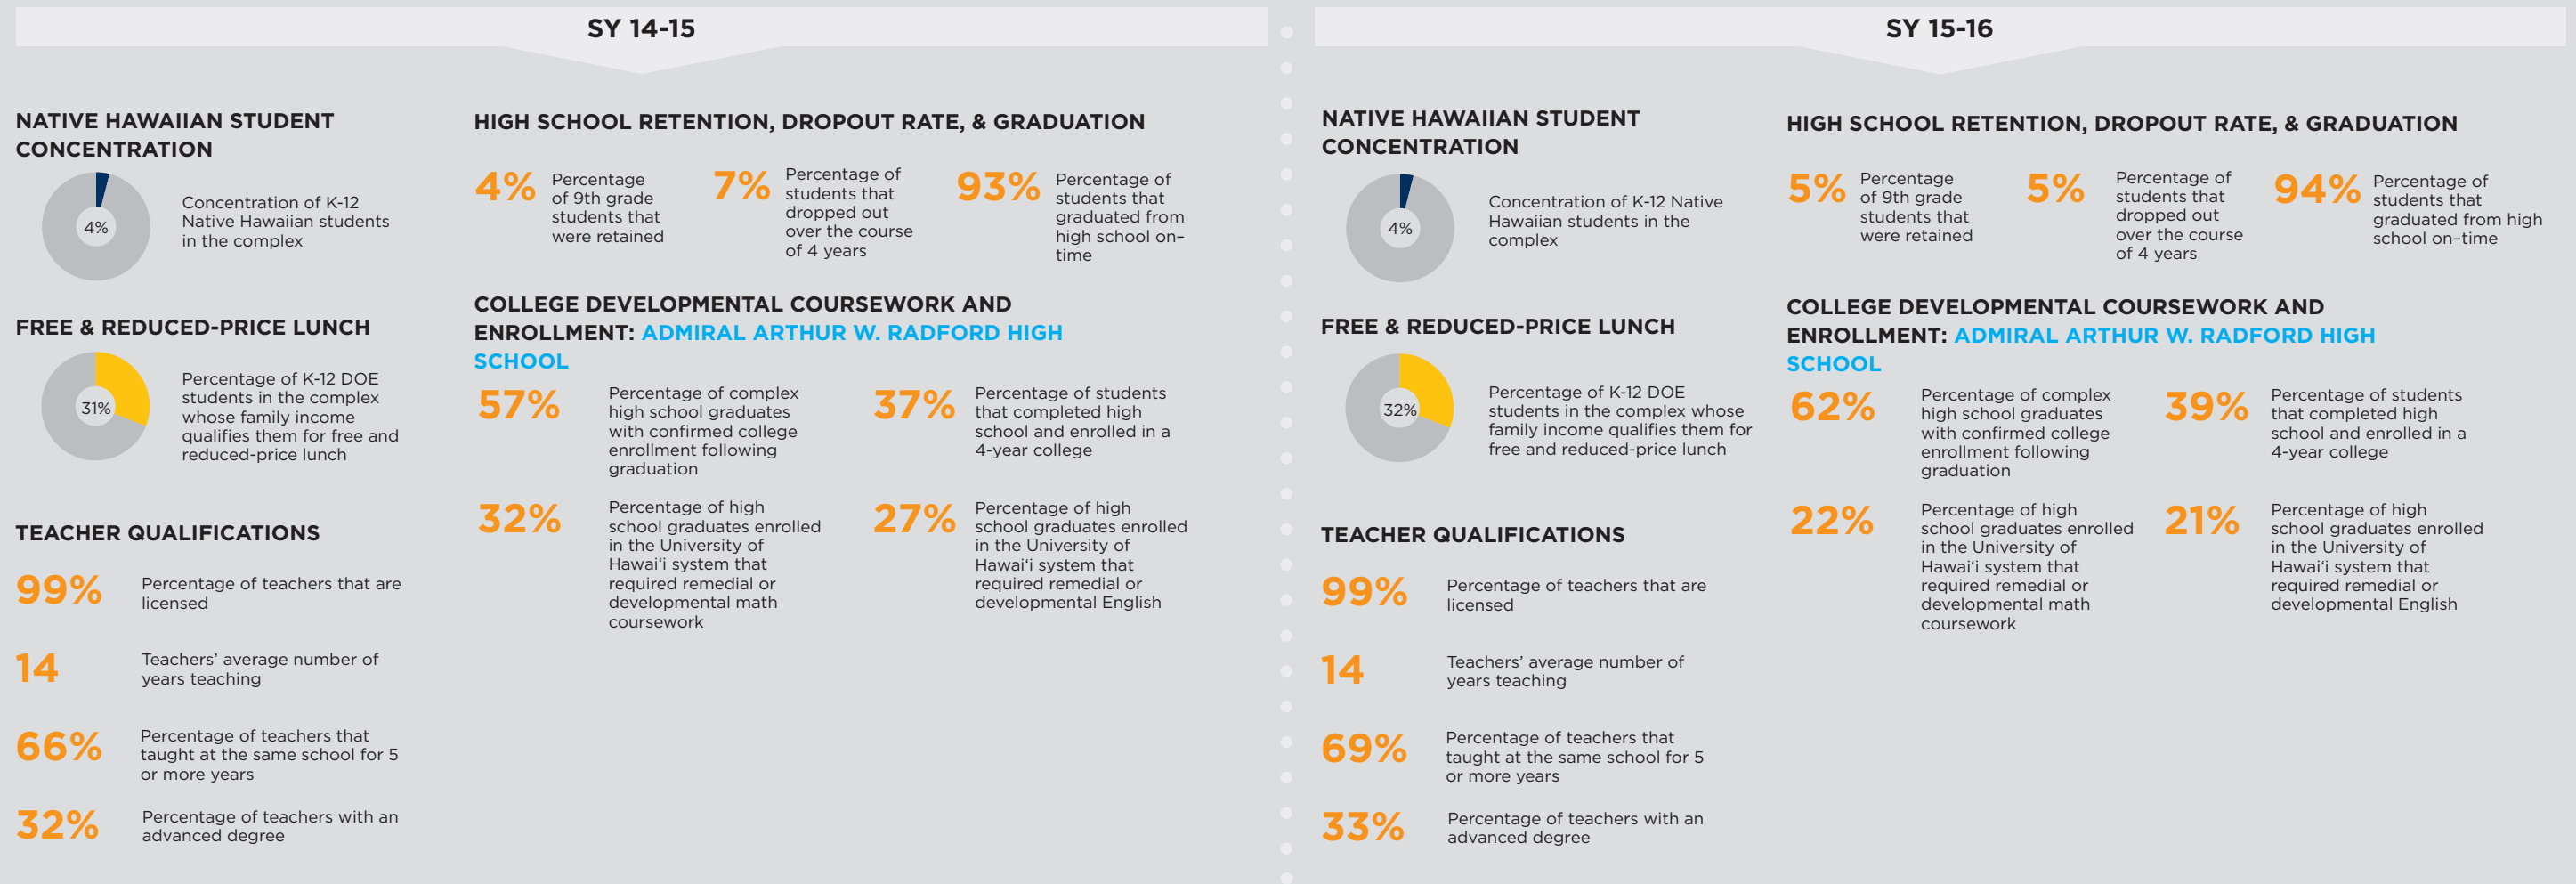 SY 14-15
NATIVE HAWAIIAN STUDENT
CONCENTRATION
4%
Concentration of K-12
Native Hawaiian students
in the complex
FREE & REDUCED-PRICE LUNCH
31%
Percentage of K-12 DOE
students in the complex
whose family income
qualifies them for free and
reduced-price lunch
TEACHER QUALIFICATIONS
99%
Percentage of teachers that are
licensed
14
Teachers’ average number of
years teaching
66%
Percentage of teachers that
taught at the same school for 5
or more years
32%
Percentage of teachers with an
advanced degree
HIGH SCHOOL RETENTION, DROPOUT RATE, & GRADUATION
4%
Percentage
of 9th grade
students that
were retained
7%
Percentage of
students that
dropped out
over the course
of 4 years
93%
Percentage of
students that
graduated from
high school on–
time
COLLEGE DEVELOPMENTAL COURSEWORK AND
ENROLLMENT: ADMIRAL ARTHUR W. RADFORD HIGH
SCHOOL
57%
Percentage of complex
high school graduates
with confirmed college
enrollment following
graduation
37%
Percentage of students
that completed high
school and enrolled in a
4-year college
32%
Percentage of high
school graduates enrolled
in the University of
Hawai‘i system that
required remedial or
developmental math
coursework
27%
Percentage of high
school graduates enrolled
in the University of
Hawai‘i system that
required remedial or
developmental English
SY 15-16
NATIVE HAWAIIAN STUDENT
CONCENTRATION
4%
Concentration of K-12 Native
Hawaiian students in the
complex
FREE & REDUCED-PRICE LUNCH
32%
Percentage of K-12 DOE
students in the complex whose
family income qualifies them for
free and reduced-price lunch
TEACHER QUALIFICATIONS
99%
Percentage of teachers that are
licensed
14
Teachers’ average number of
years teaching
69%
Percentage of teachers that
taught at the same school for 5
or more years
33%
Percentage of teachers with an
advanced degree
HIGH SCHOOL RETENTION, DROPOUT RATE, & GRADUATION
5%
Percentage
of 9th grade
students that
were retained
5%
Percentage of
students that
dropped out
over the course
of 4 years
94%
Percentage of
students that
graduated from high
school on–time
COLLEGE DEVELOPMENTAL COURSEWORK AND
ENROLLMENT: ADMIRAL ARTHUR W. RADFORD HIGH
SCHOOL
62%
Percentage of complex
high school graduates
with confirmed college
enrollment following
graduation
39%
Percentage of students
that completed high
school and enrolled in a
4-year college
22%
Percentage of high
school graduates enrolled
in the University of
Hawai‘i system that
required remedial or
developmental math
coursework
21%
Percentage of high
school graduates enrolled
in the University of
Hawai‘i system that
required remedial or
developmental English